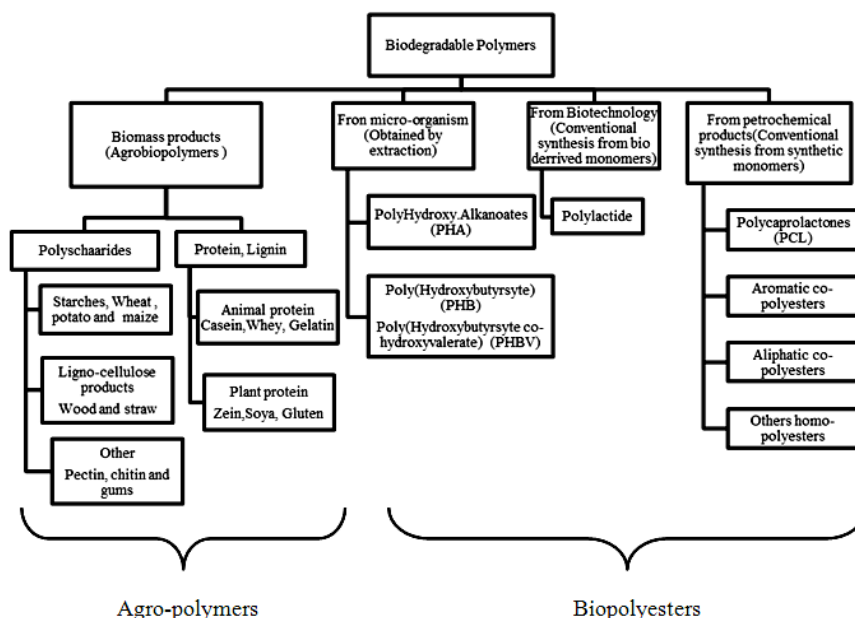 Biodegradable Polymers
Biomass products
(Agrobiopolymers )
Fron micro-organism
(Obtained by
extraction)
From Biotechnology
(Conventional
synthesis from bio
derived monomers)
From petrochemical
products(Conventional
synthesis from synthetic
monomers)
Polyschaarides
Starches, Wheat ,
potato and maize
Ligno-cellulose
products
Wood and straw
Other
Pectin, chitin and
gums
Protein, Lignin
Animal protein
Casein,Whey, Gelatin
Plant protein
Zein,Soya, Gluten
PolyHydroxy.Alkanoates
(PHA)
Poly(Hydroxybutyrsyte)
(PHB)
Poly(Hydroxybutyrsyte co-
hydroxyvalerate) (PHBV)
Polylactide
Polycaprolactones
(PCL)
Aromatic co-
polyesters
Aliphatic co-
polyesters
Others homo-
polyesters
Agro-polymers
Biopolyesters